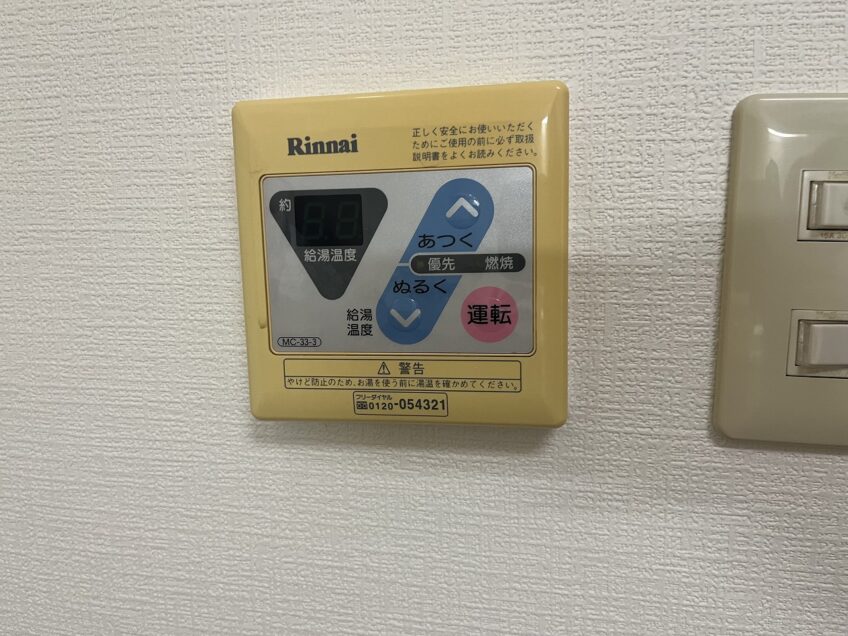 Rinnai
正しく安全にお使いいただく
ためにご使用の前に必ず取扱
説明書をよくお読みください。
約
給湯温度
あつく
優先 燃焼
ぬるく
給湯
温度
運転
MC-33-3
⚠ 警告
やけど防止のため、お湯を使う前に湯温を確かめてください。
フリーダイヤル
0120-054321